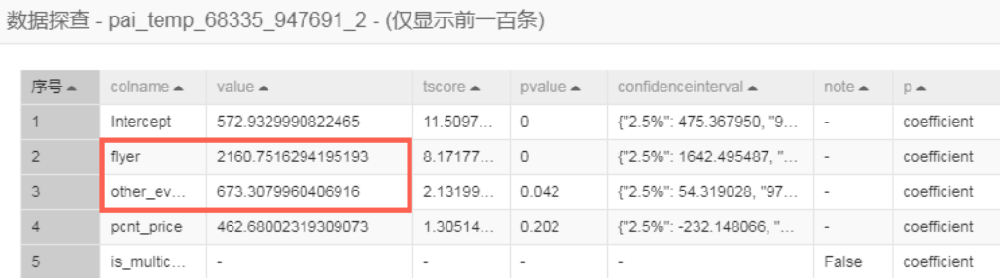 数据探查 - pai_temp_68335_947691_2 - (仅显示前一百条)
序号 colname value tscore pvalue confidenceinterval note p
1 Intercept 572.9329990822465 11.5097... 0 {"2.5%": 475.367950, "9... - coefficient
2 flyer 2160.7516294195193 8.17177... 0 {"2.5%": 1642.495487, "... - coefficient
3 other_ev... 673.3079960406916 2.13199... 0.042 {"2.5%": 54.319028, "97... - coefficient
4 pcnt_price 462.68002319309073 1.30514... 0.202 {"2.5%": -232.148066, "... - coefficient
5 is_multic... - - - - False coefficient